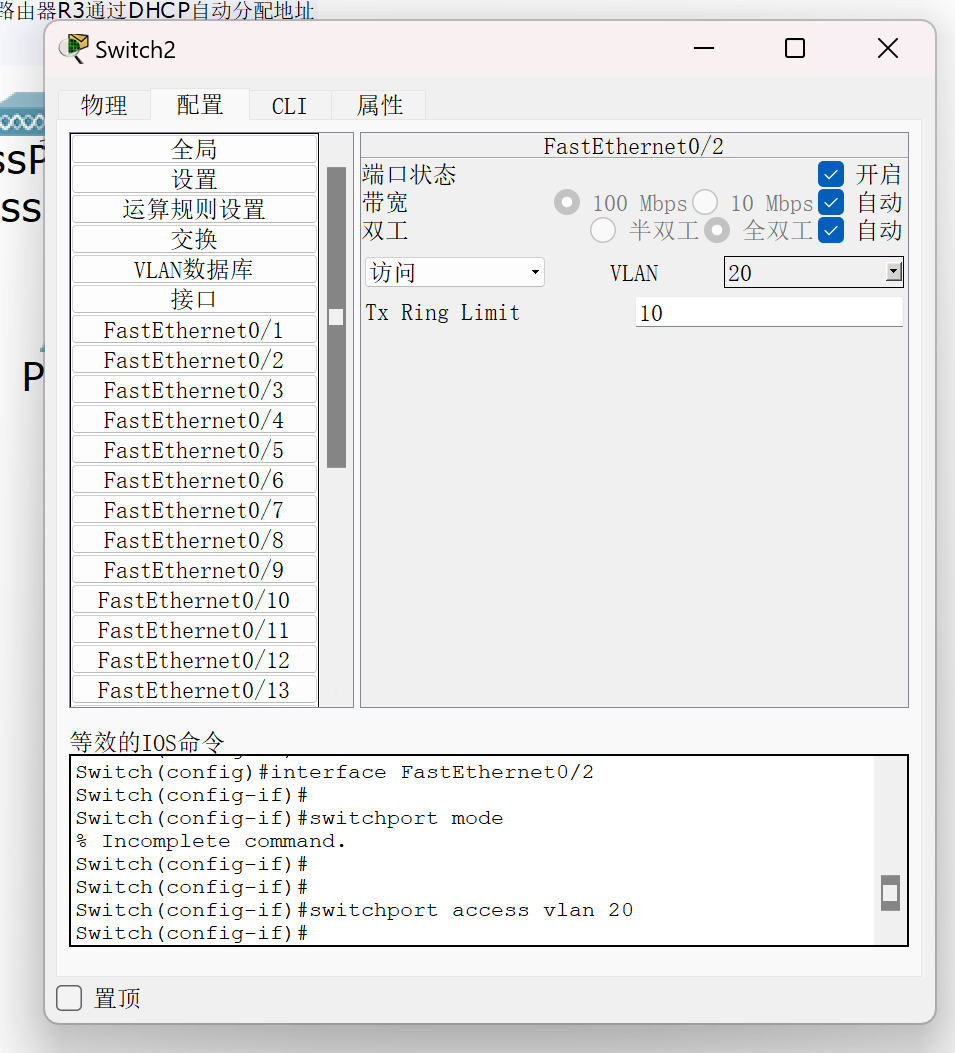 路由器R3通过DHCP自动分配地址
Switch2
物理 配置 CLI 属性
全局
设置
运算规则设置
交换
VLAN数据库
接口
FastEthernet0/1
FastEthernet0/2
FastEthernet0/3
FastEthernet0/4
FastEthernet0/5
FastEthernet0/6
FastEthernet0/7
FastEthernet0/8
FastEthernet0/9
FastEthernet0/10
FastEthernet0/11
FastEthernet0/12
FastEthernet0/13
FastEthernet0/2
端口状态 开启
带宽 100 Mbps 10 Mbps 自动
双工 半双工 全双工 自动
访问 VLAN 20
Tx Ring Limit 10
等效的IOS命令
Switch(config)#interface FastEthernet0/2
Switch(config-if)#
Switch(config-if)#switchport mode
% Incomplete command.
Switch(config-if)#
Switch(config-if)#
Switch(config-if)#switchport access vlan 20
Switch(config-if)#
置顶
ssP
ss
P